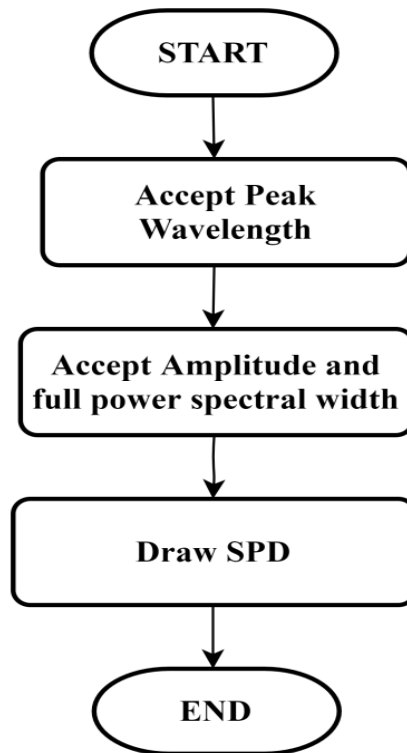 START
Accept Peak
Wavelength
Accept Amplitude and
full power spectral width
Draw SPD
END